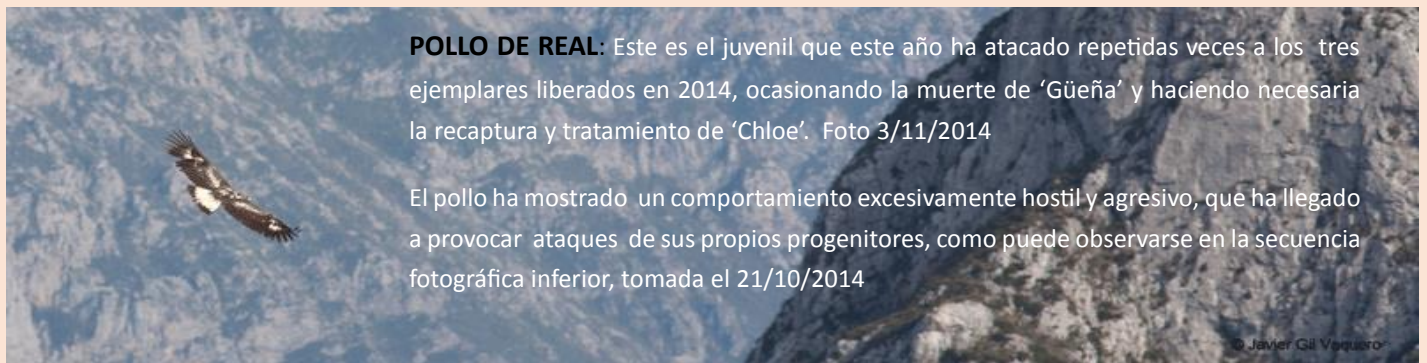 POLLO DE REAL: Este es el juvenil que este año ha atacado repetidas veces a los tres
ejemplares liberados en 2014, ocasionando la muerte de ‘Güeña’ y haciendo necesaria
la recaptura y tratamiento de ‘Chloe’. Foto 3/11/2014
El pollo ha mostrado un comportamiento excesivamente hostil y agresivo, que ha llegado
a provocar ataques de sus propios progenitores, como puede observarse en la secuencia
fotográfica inferior, tomada el 21/10/2014
© Javier Gil Vaquero